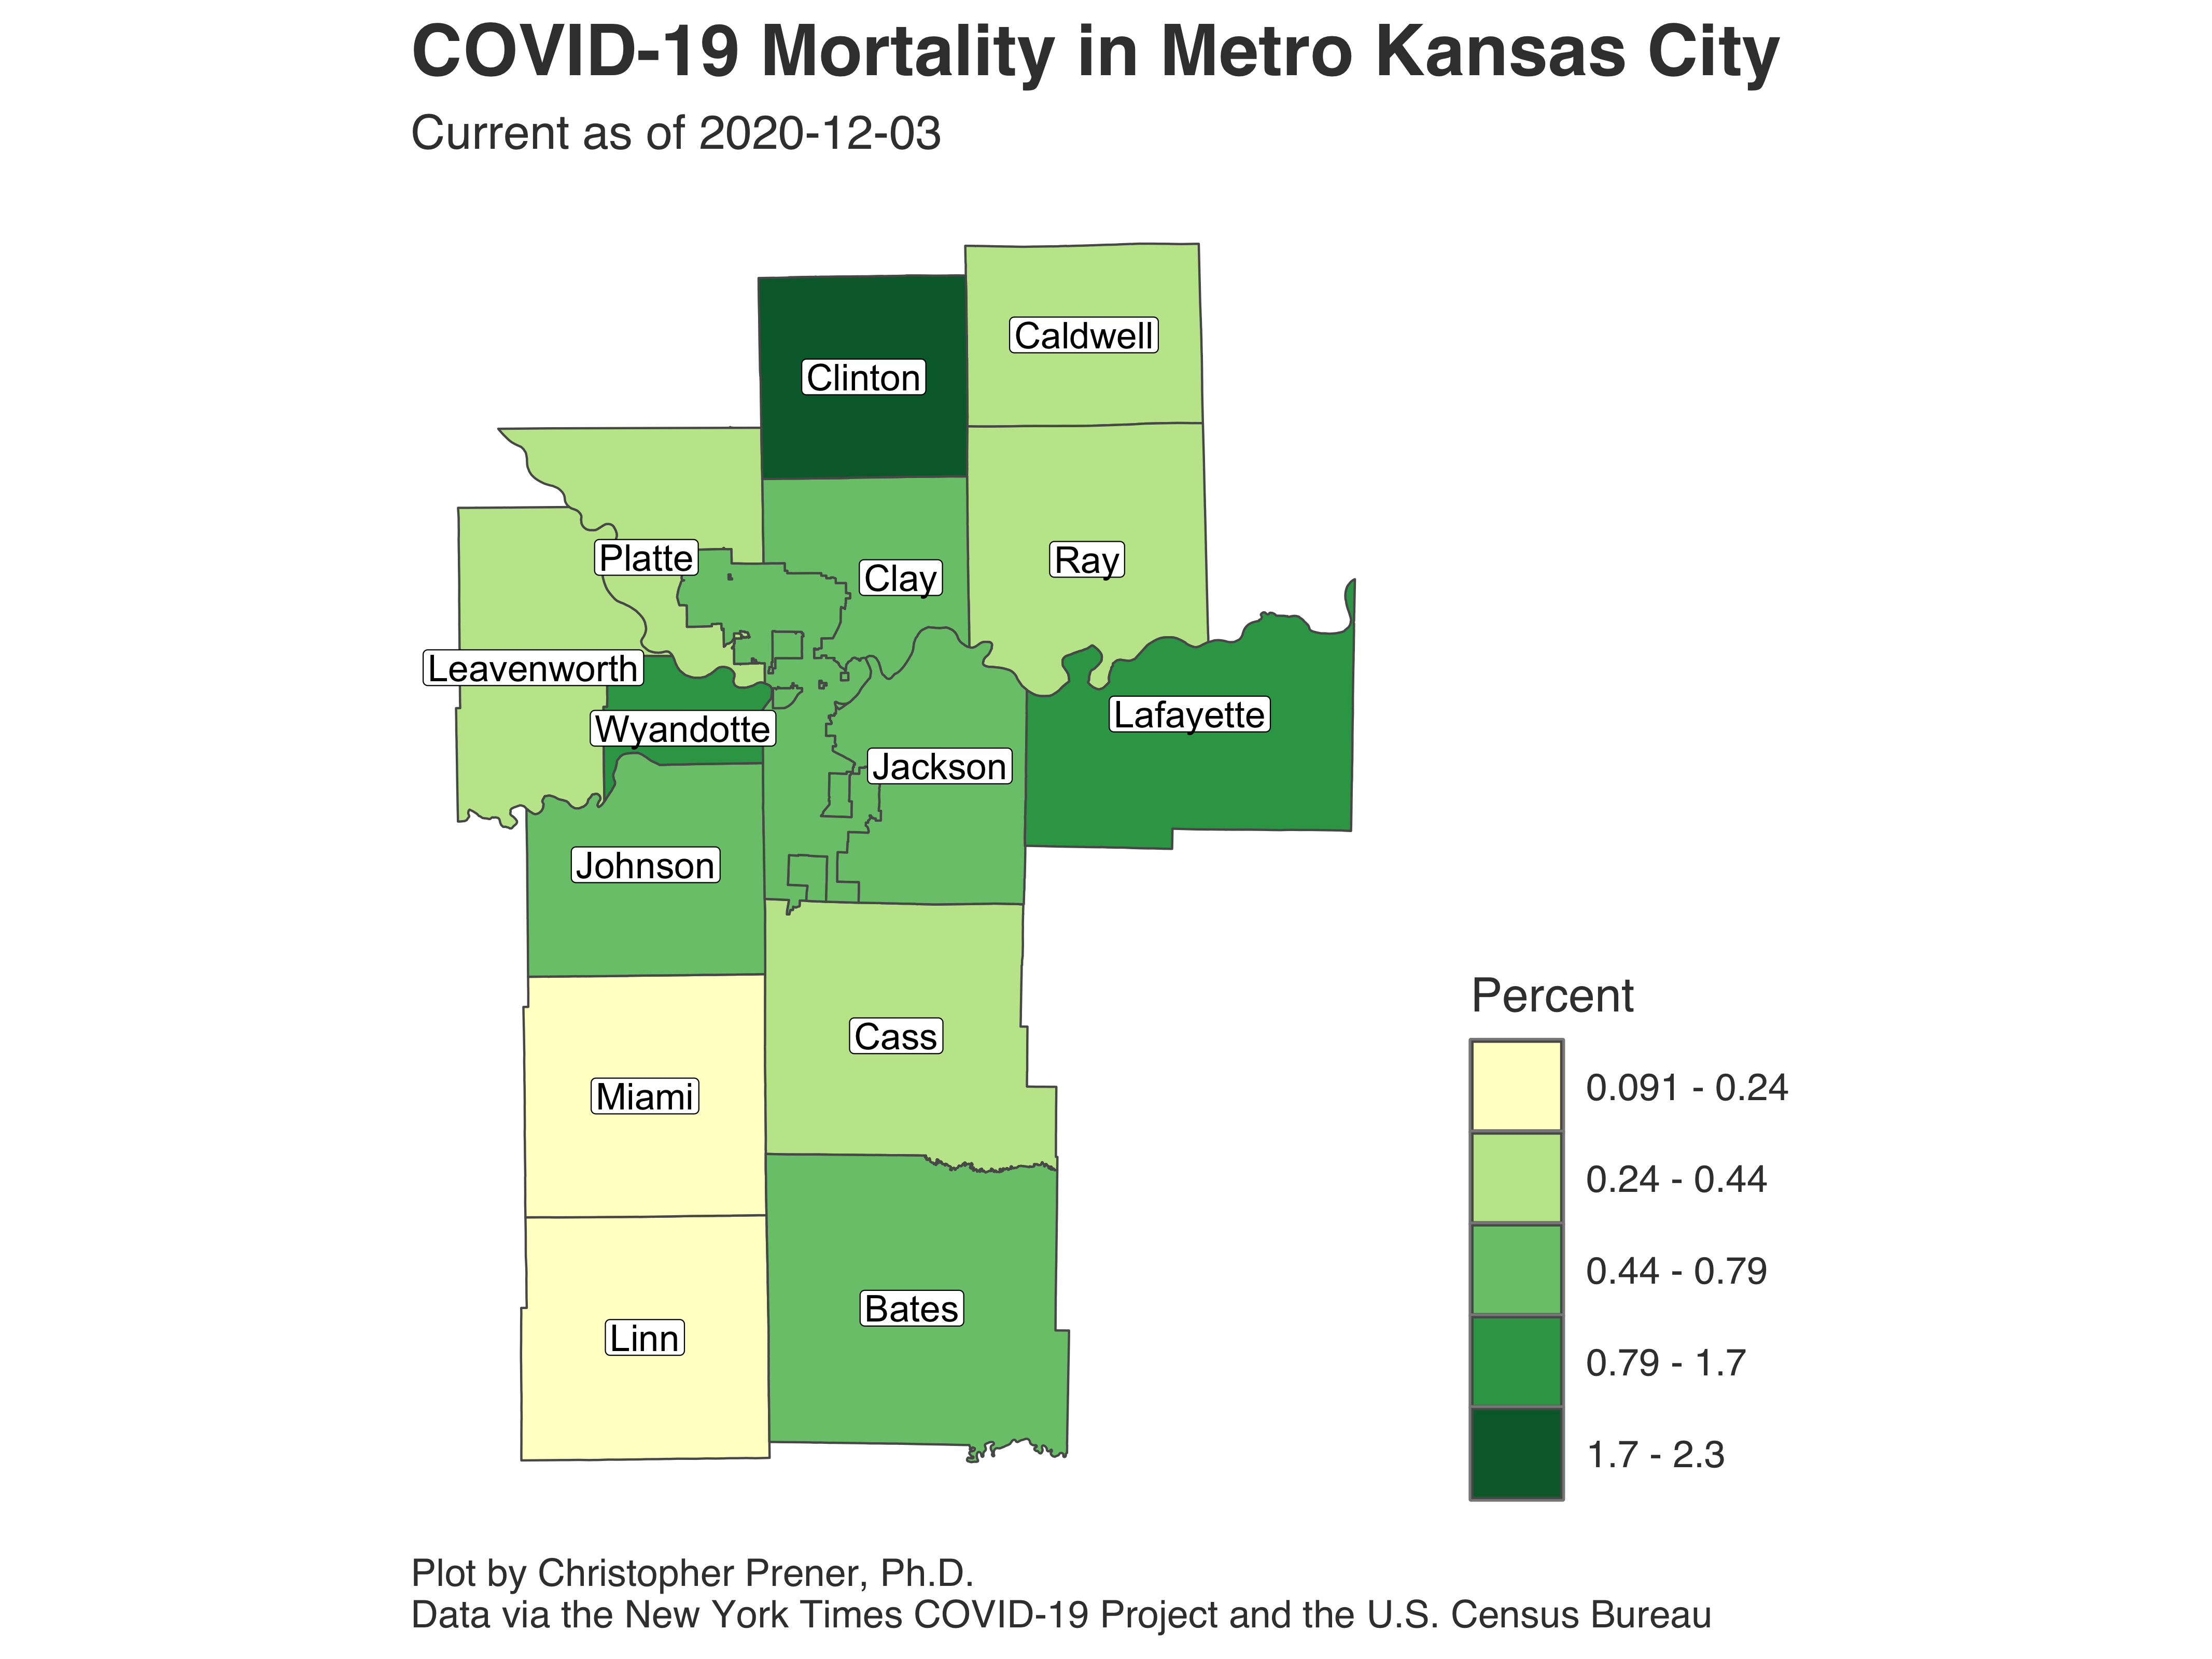 COVID-19 Mortality in Metro Kansas City
Current as of 2020-12-03
Caldwell
Clinton
Platte
Clay
Ray
Leavenworth
Wyandotte
Lafayette
Jackson
Johnson
Cass
Miami
Bates
Linn
Percent
0.091 - 0.24
0.24 - 0.44
0.44 - 0.79
0.79 - 1.7
1.7 - 2.3
Plot by Christopher Prener, Ph.D.
Data via the New York Times COVID-19 Project and the U.S. Census Bureau